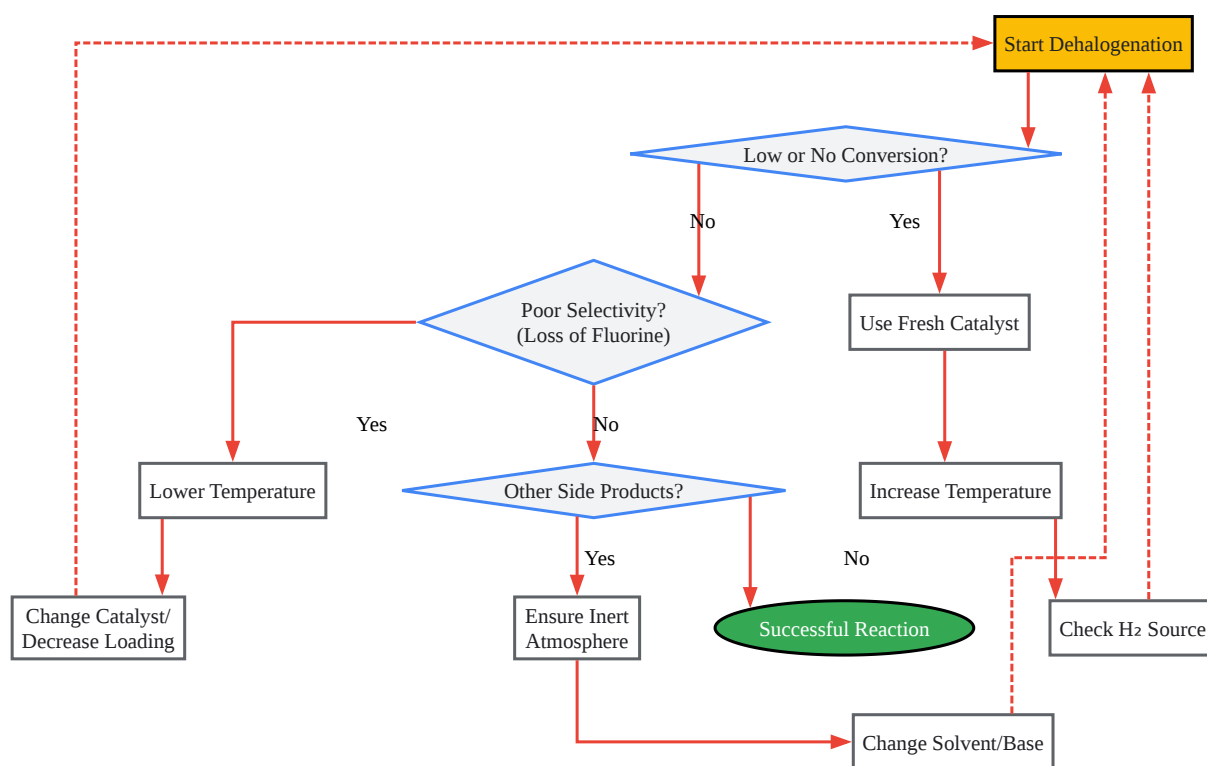 Start Dehalogenation
Low or No Conversion?
No
Yes
Poor Selectivity?
(Loss of Fluorine)
Use Fresh Catalyst
Yes
No
Lower Temperature
Other Side Products?
Increase Temperature
Yes
No
Change Catalyst/
Decrease Loading
Ensure Inert
Atmosphere
Successful Reaction
Check H₂ Source
Change Solvent/Base